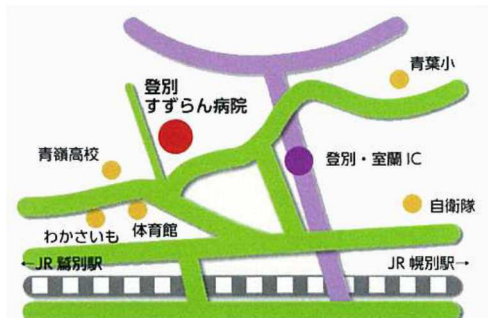 青葉小
登別
すずらん病院
青嶺高校
登別・室蘭 IC
わかさいも
体育館
自衛隊
←JR 鷲別駅
JR 幌別駅→